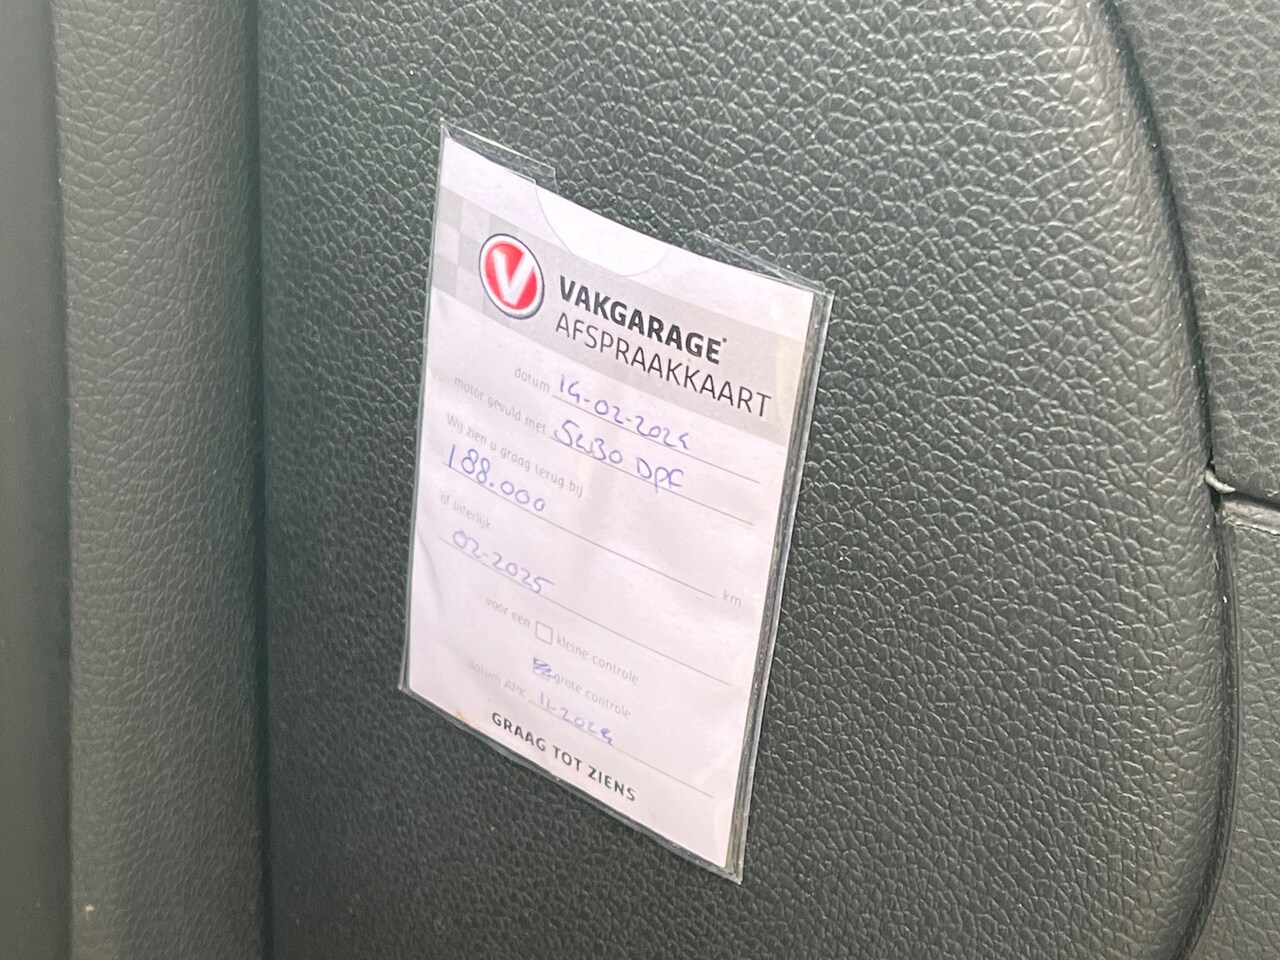 V
VAKGARAGE
AFSPRAAKKAART
datum 14-02-2024
motor gevuld met 5W30 DPF
Wij zien u graag terug bij
188.000 km
of uiterlijk
02-2025
voor een kleine controle
grote controle
datum APK 11-2024
GRAAG TOT ZIENS